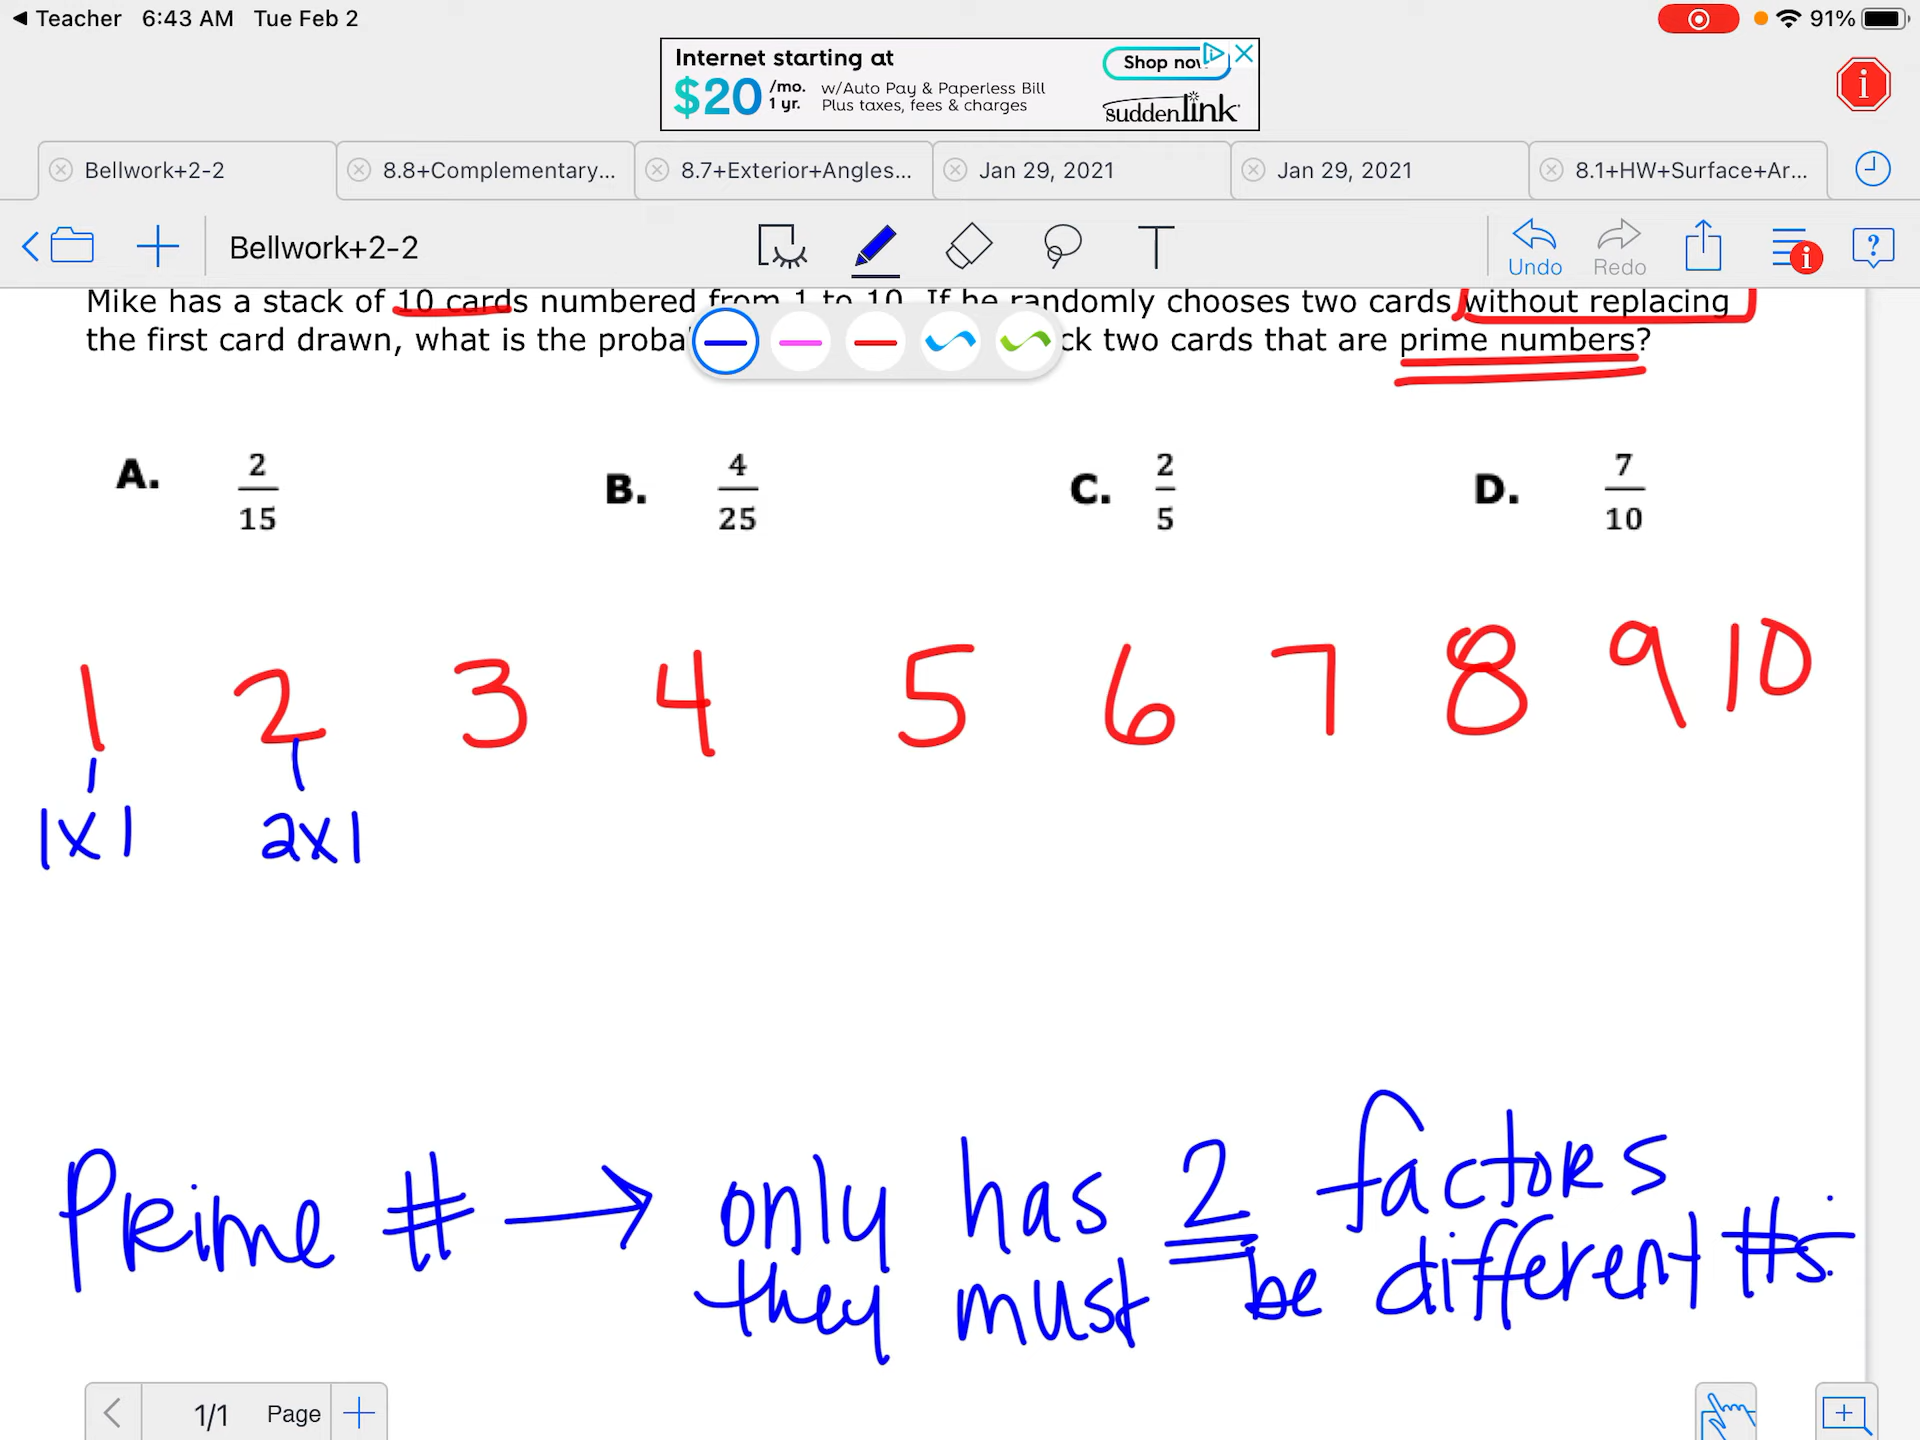 Teacher 6:43 AM Tue Feb 2 91%
Internet starting at
$20 /mo. 1 yr. w/Auto Pay & Paperless Bill
Plus taxes, fees & charges
Shop now
suddenlink
Bellwork+2-2 8.8+Complementary... 8.7+Exterior+Angles... Jan 29, 2021 Jan 29, 2021 8.1+HW+Surface+Ar...
Bellwork+2-2 T Undo Redo
Mike has a stack of 10 cards numbered from 1 to 10. If he randomly chooses two cards without replacing
the first card drawn, what is the proba ck two cards that are prime numbers?
A. 2/15 B. 4/25 C. 2/5 D. 7/10
1 2 3 4 5 6 7 8 9 10
1x1 2x1
Prime # → only has 2 factors
they must be different #s.
1/1 Page